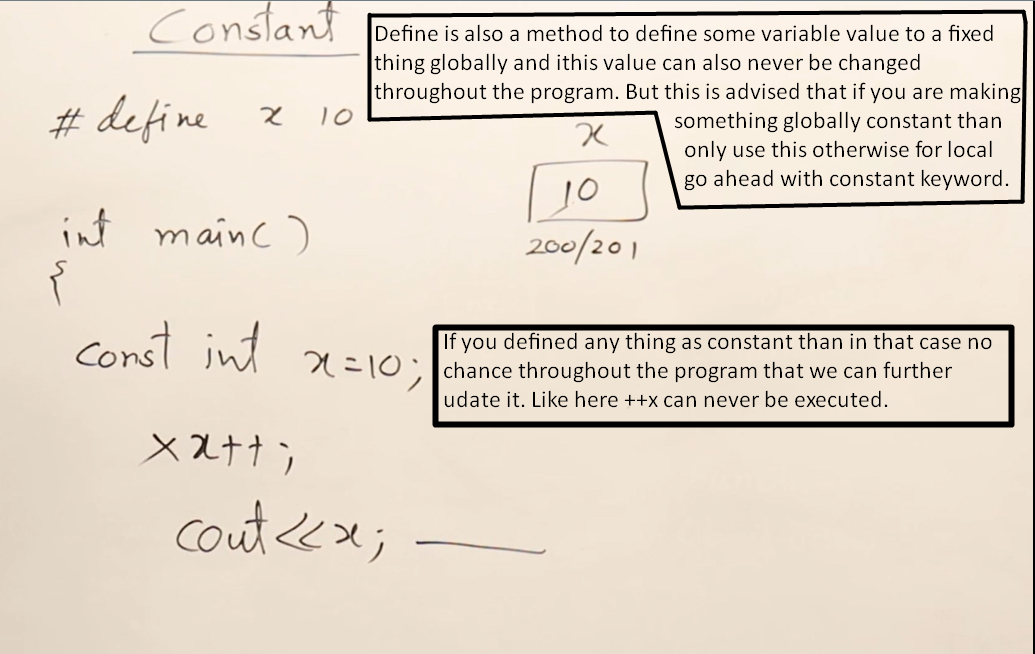 Constant
Define is also a method to define some variable value to a fixed
thing globally and ithis value can also never be changed
throughout the program. But this is advised that if you are making
something globally constant than
only use this otherwise for local
go ahead with constant keyword.
# define x 10
x
10
200/201
int main()
{
const int x=10;
If you defined any thing as constant than in that case no
chance throughout the program that we can further
udate it. Like here ++x can never be executed.
×x++;
cout<<x;